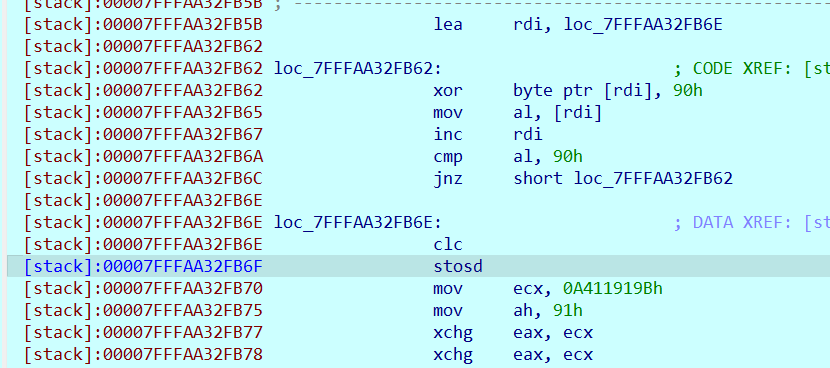 [stack]:00007FFFAA32FB5B ; ------------------------------------------------------------
[stack]:00007FFFAA32FB5B lea rdi, loc_7FFFAA32FB6E
[stack]:00007FFFAA32FB62
[stack]:00007FFFAA32FB62 loc_7FFFAA32FB62: ; CODE XREF: [st
[stack]:00007FFFAA32FB62 xor byte ptr [rdi], 90h
[stack]:00007FFFAA32FB65 mov al, [rdi]
[stack]:00007FFFAA32FB67 inc rdi
[stack]:00007FFFAA32FB6A cmp al, 90h
[stack]:00007FFFAA32FB6C jnz short loc_7FFFAA32FB62
[stack]:00007FFFAA32FB6E
[stack]:00007FFFAA32FB6E loc_7FFFAA32FB6E: ; DATA XREF: [st
[stack]:00007FFFAA32FB6E clc
[stack]:00007FFFAA32FB6F stosd
[stack]:00007FFFAA32FB70 mov ecx, 0A411919Bh
[stack]:00007FFFAA32FB75 mov ah, 91h
[stack]:00007FFFAA32FB77 xchg eax, ecx
[stack]:00007FFFAA32FB78 xchg eax, ecx